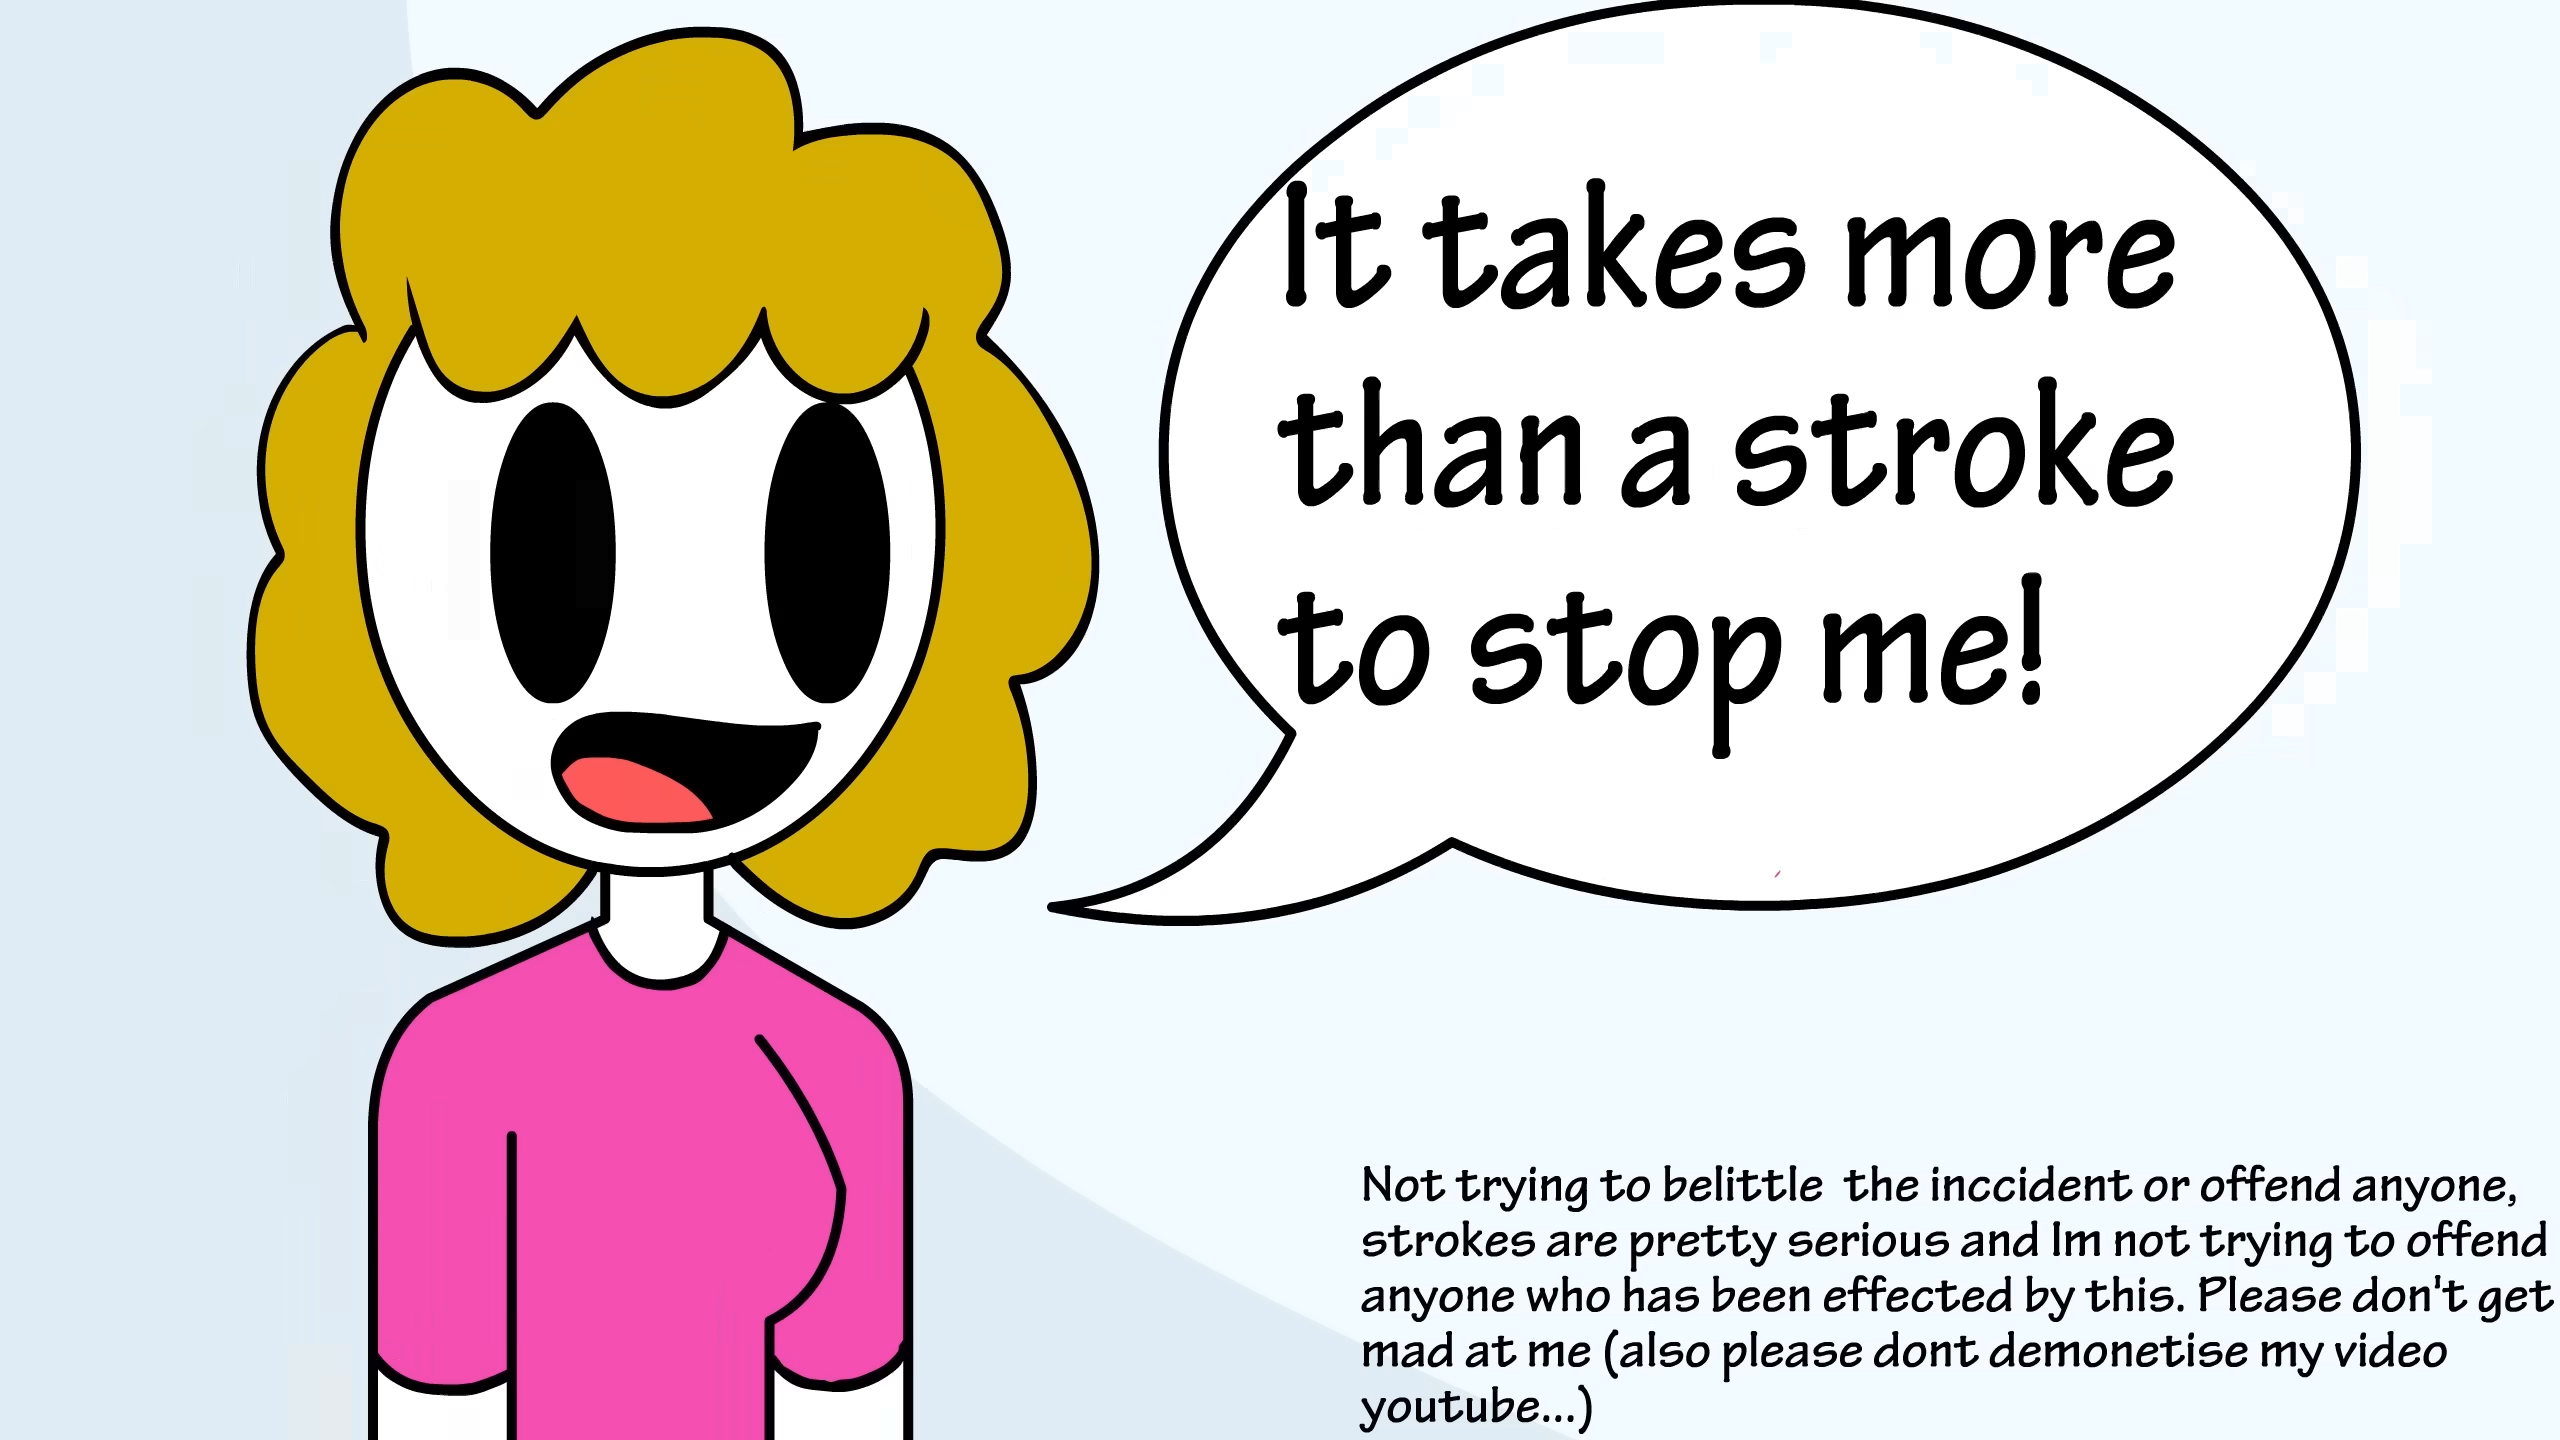 It takes more
than a stroke
to stop me!
Not trying to belittle  the inccident or offend anyone,
strokes are pretty serious and Im not trying to offend
anyone who has been effected by this. Please don't get
mad at me (also please dont demonetise my video
youtube...)